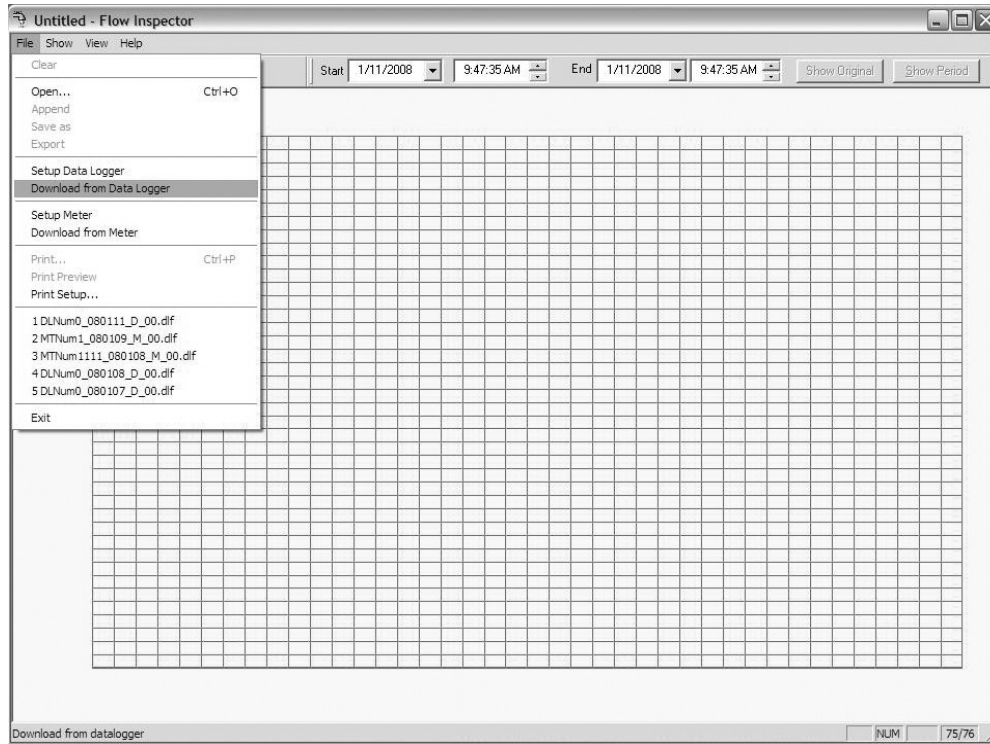 Untitled - Flow Inspector
File Show View Help
Start 1/11/2008 9:47:35 AM End 1/11/2008 9:47:35 AM Show Original Show Period
Clear
Open... Ctrl+O
Append
Save as
Export
Setup Data Logger
Download from Data Logger
Setup Meter
Download from Meter
Print... Ctrl+P
Print Preview
Print Setup...
1 DLNum0_080111_D_00.dlf
2 MTNum1_080109_M_00.dlf
3 MTNum1111_080108_M_00.dlf
4 DLNum0_080108_D_00.dlf
5 DLNum0_080107_D_00.dlf
Exit
Download from datalogger NUM 75/76